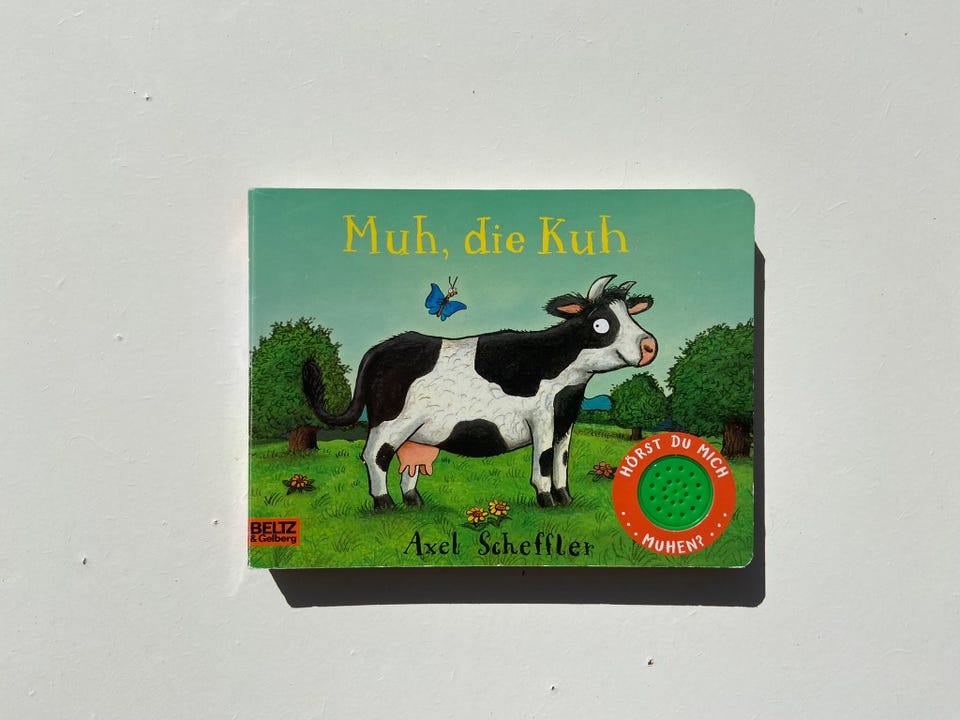 Muh, die Kuh
HÖRST DU MICH
MUHEN?
BELTZ
& Gelberg
Axel Scheffler